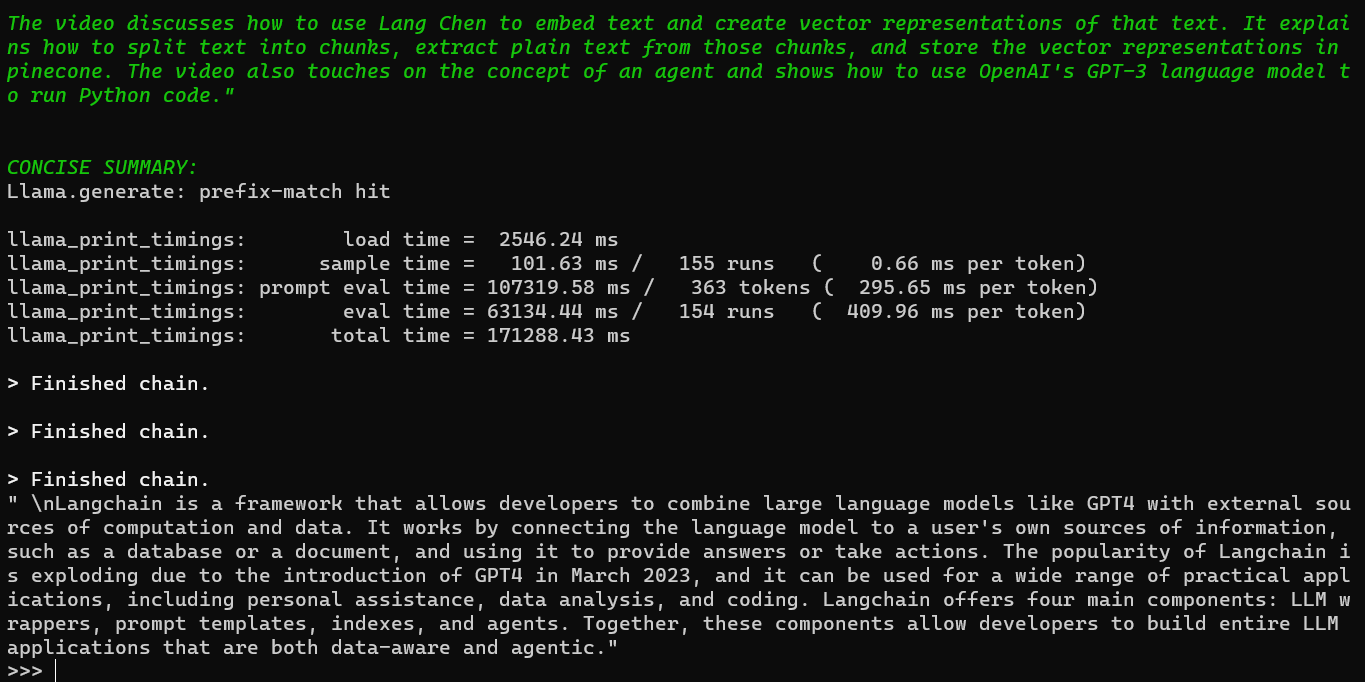 The video discusses how to use Lang Chen to embed text and create vector representations of that text. It explai
ns how to split text into chunks, extract plain text from those chunks, and store the vector representations in
pinecone. The video also touches on the concept of an agent and shows how to use OpenAI's GPT-3 language model t
o run Python code."
CONCISE SUMMARY:
Llama.generate: prefix-match hit
llama_print_timings:        load time =  2546.24 ms
llama_print_timings:      sample time =   101.63 ms /   155 runs   (    0.66 ms per token)
llama_print_timings: prompt eval time = 107319.58 ms /   363 tokens (  295.65 ms per token)
llama_print_timings:        eval time = 63134.44 ms /   154 runs   (  409.96 ms per token)
llama_print_timings:       total time = 171288.43 ms
> Finished chain.
> Finished chain.
> Finished chain.
" \nLangchain is a framework that allows developers to combine large language models like GPT4 with external sou
rces of computation and data. It works by connecting the language model to a user's own sources of information,
such as a database or a document, and using it to provide answers or take actions. The popularity of Langchain i
s exploding due to the introduction of GPT4 in March 2023, and it can be used for a wide range of practical appl
ications, including personal assistance, data analysis, and coding. Langchain offers four main components: LLM w
rappers, prompt templates, indexes, and agents. Together, these components allow developers to build entire LLM
applications that are both data-aware and agentic."
>>>